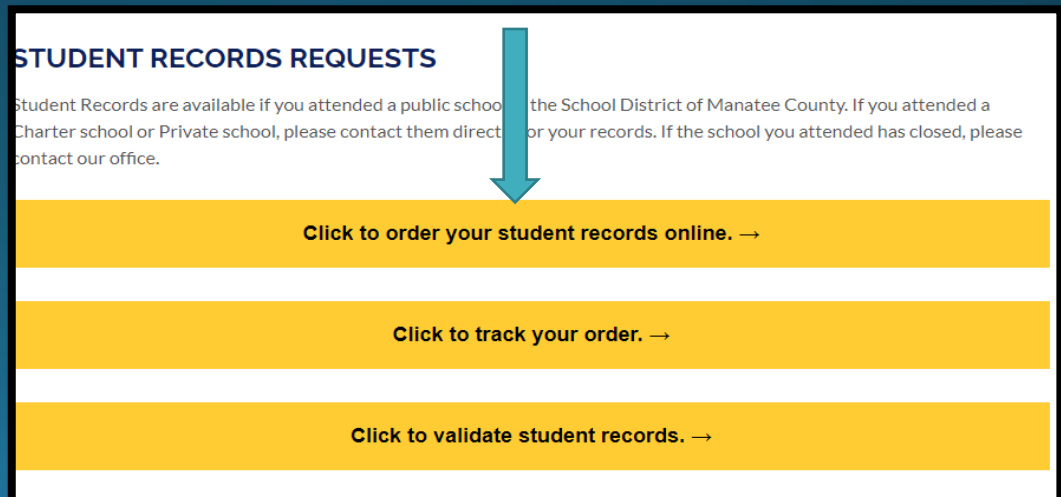 STUDENT RECORDS REQUESTS
Student Records are available if you attended a public the School District of Manatee County. If you attended a
Charter school or Private school, please contact them your records. If the school you attended has closed, please
contact our office.
Click to order your student records online. →
Click to track your order. →
Click to validate student records. →